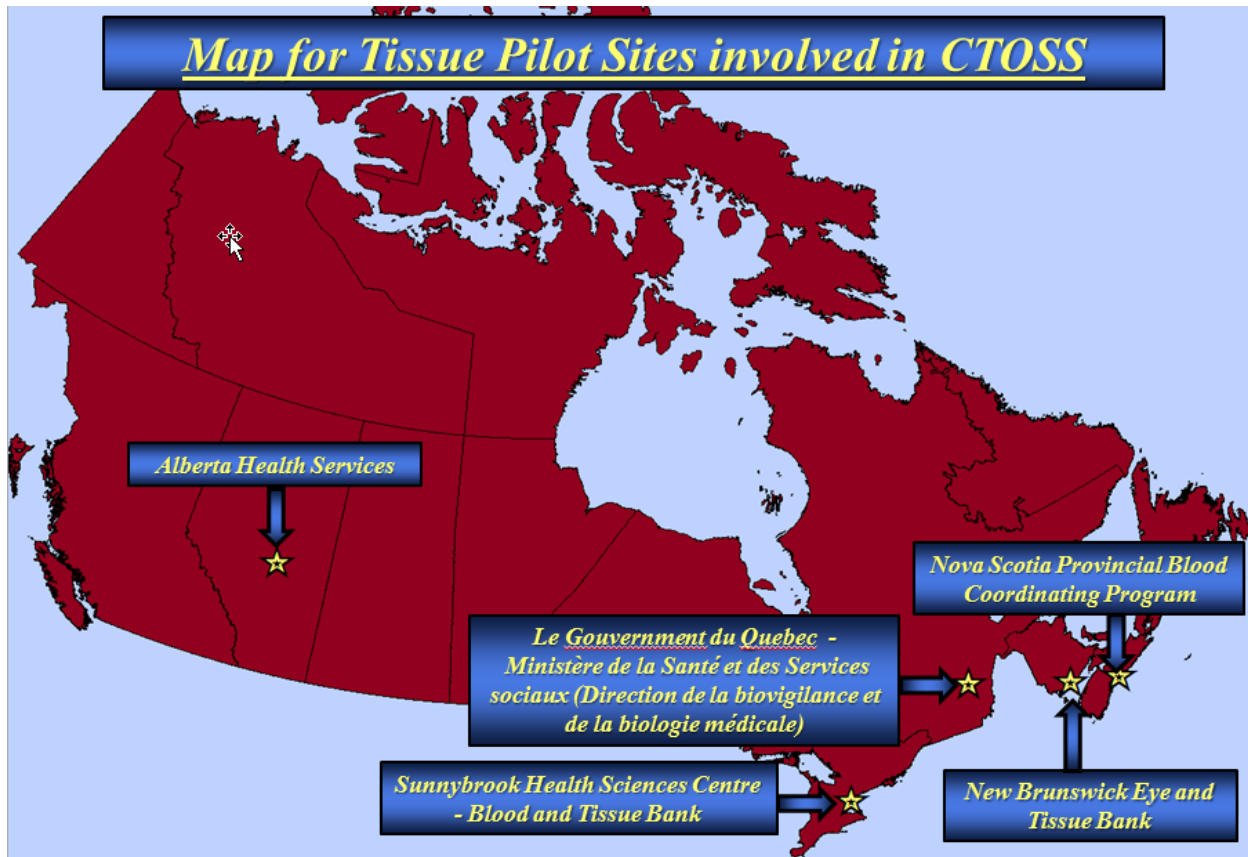 Map for Tissue Pilot Sites involved in CTOSS
Alberta Health Services
Nova Scotia Provincial Blood
Coordinating Program
Le Gouvernment du Quebec -
Ministère de la Santé et des Services
sociaux (Direction de la biovigilance et
de la biologie médicale)
Sunnybrook Health Sciences Centre
- Blood and Tissue Bank
New Brunswick Eye and
Tissue Bank